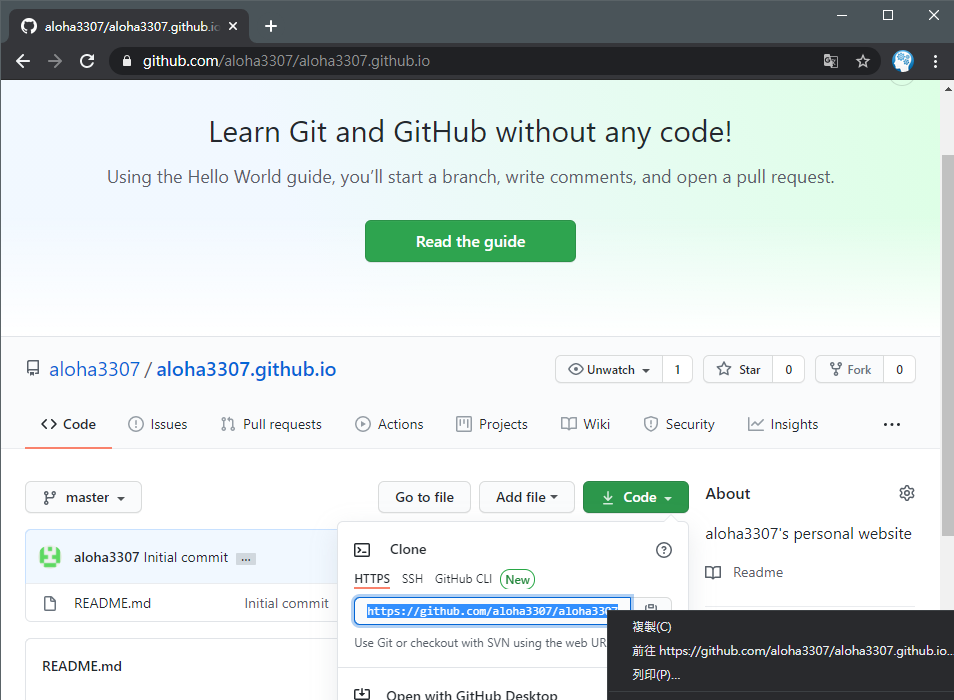 aloha3307/aloha3307.github.io
github.com/aloha3307/aloha3307.github.io
Learn Git and GitHub without any code!
Using the Hello World guide, you’ll start a branch, write comments, and open a pull request.
Read the guide
aloha3307 / aloha3307.github.io
Unwatch 1 Star 0 Fork 0
Code Issues Pull requests Actions Projects Wiki Security Insights ...
master Go to file Add file Code About
aloha3307's personal website
Readme
aloha3307 Initial commit ...
README.md Initial commit
README.md
Clone
HTTPS SSH GitHub CLI New
https://github.com/aloha3307/aloha3307
Use Git or checkout with SVN using the web UR
Open with GitHub Desktop
複製(C)
前往 https://github.com/aloha3307/aloha3307.github.io...
列印(P)...